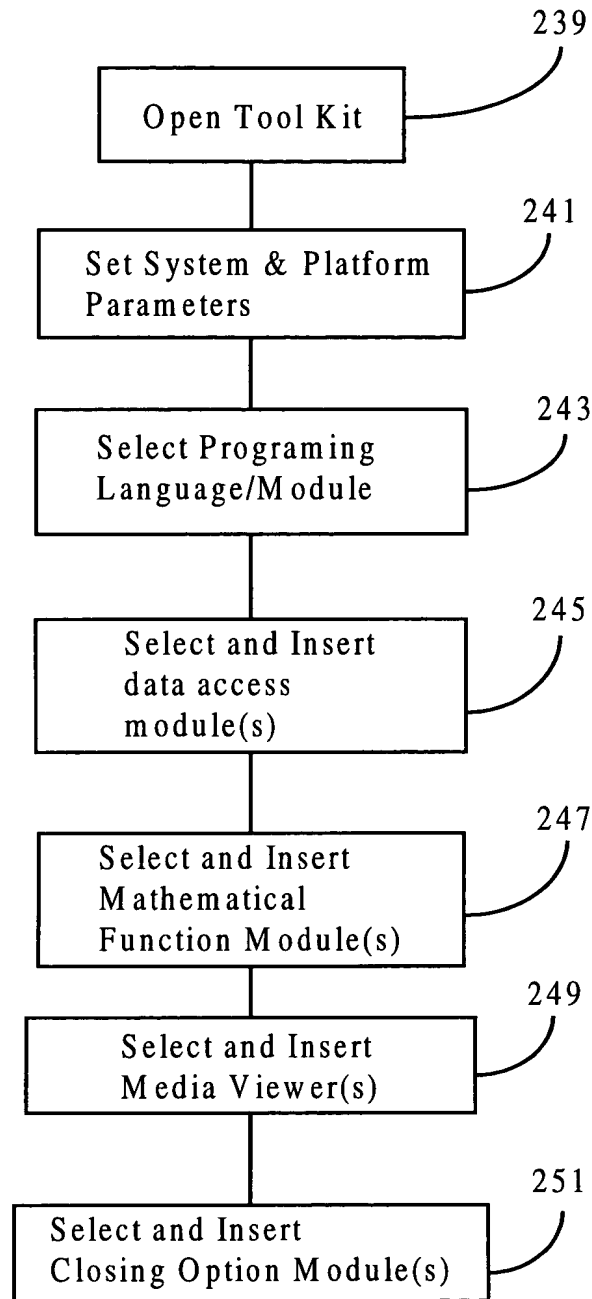 239
Open Tool Kit
241
Set System & Platform
Parameters
243
Select Programing
Language/Module
245
Select and Insert
data access
module(s)
247
Select and Insert
Mathematical
Function Module(s)
249
Select and Insert
Media Viewer(s)
251
Select and Insert
Closing Option Module(s)